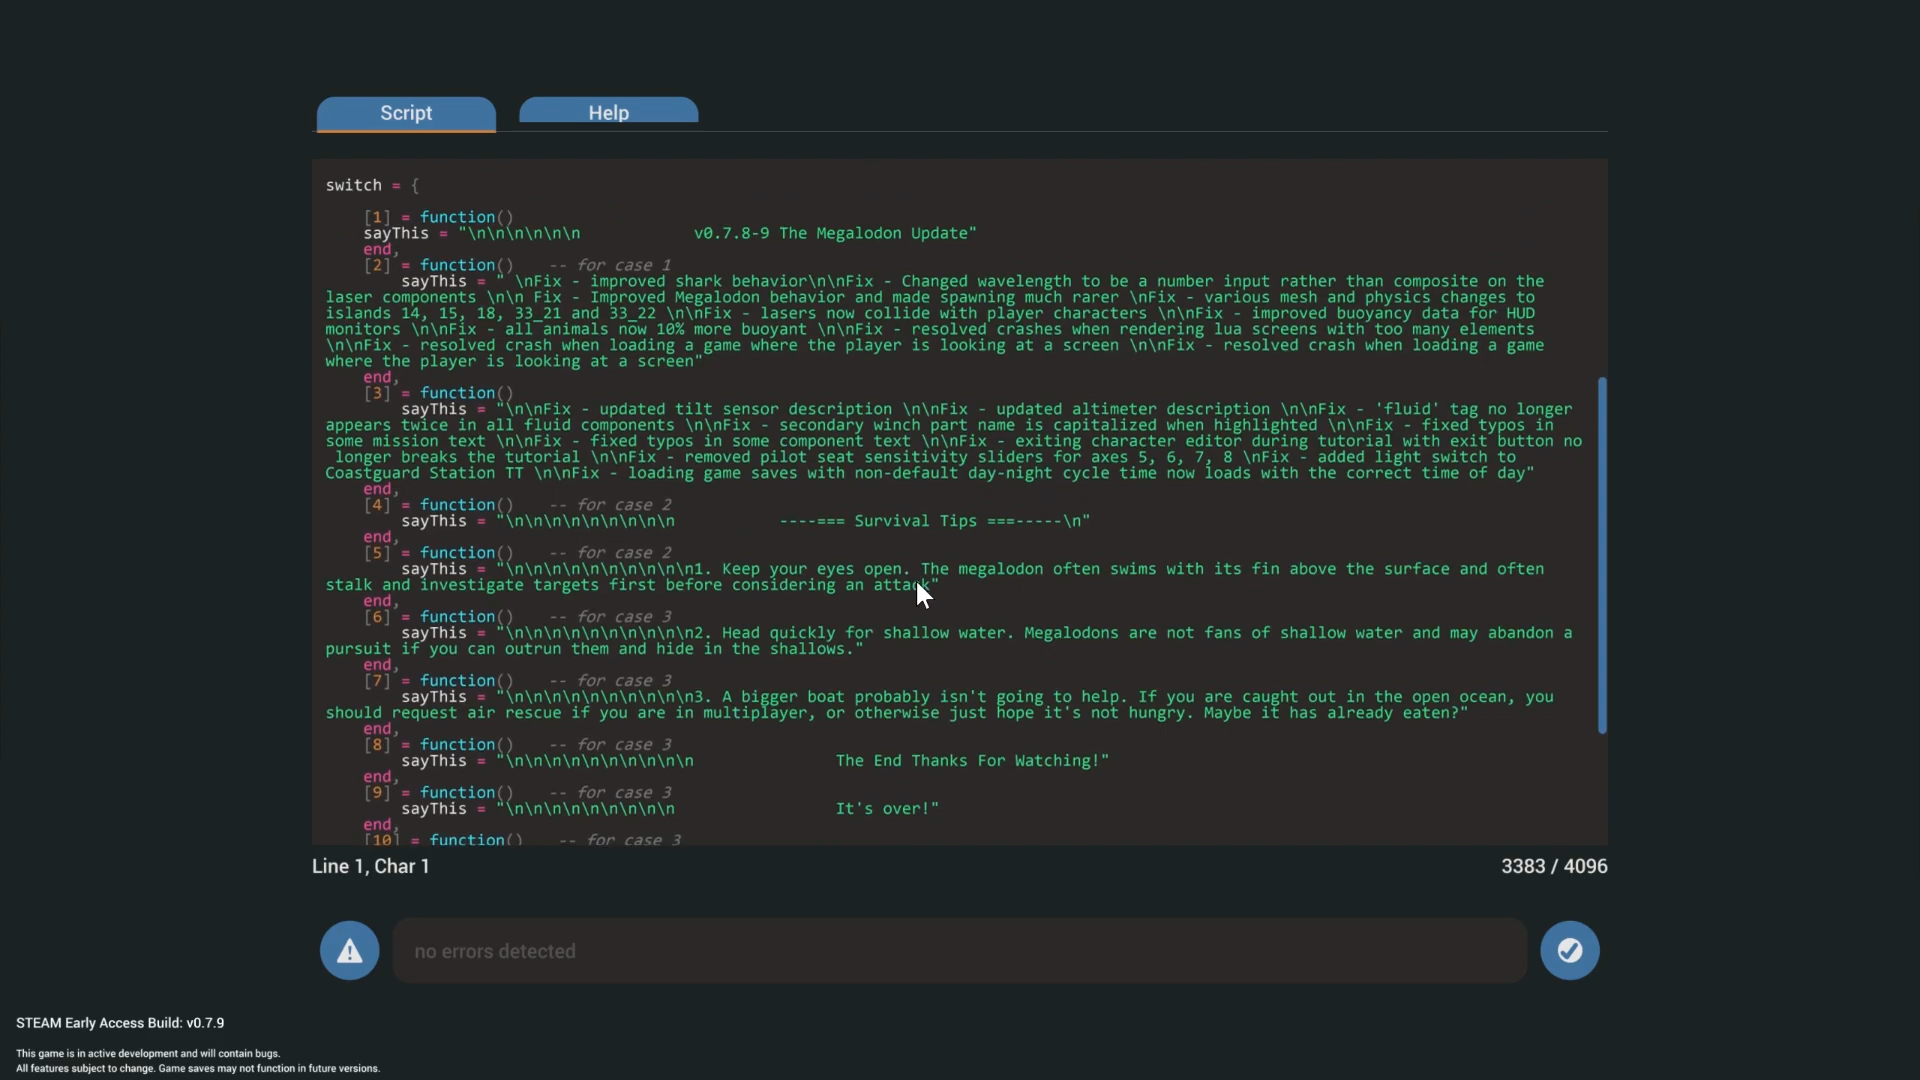 Script
Help
switch = {
[1] = function()
sayThis = "\n\n\n\n\n\n            v0.7.8-9 The Megalodon Update"
end,
[2] = function()    -- for case 1
sayThis = " \nFix - improved shark behavior\n\nFix - Changed wavelength to be a number input rather than composite on the
laser components \n\n Fix - Improved Megalodon behavior and made spawning much rarer \nFix - various mesh and physics changes to
islands 14, 15, 18, 33_21 and 33_22 \n\nFix - lasers now collide with player characters \n\nFix - improved buoyancy data for HUD
monitors \n\nFix - all animals now 10% more buoyant \n\nFix - resolved crashes when rendering lua screens with too many elements
\n\nFix - resolved crash when loading a game where the player is looking at a screen \n\nFix - resolved crash when loading a game
where the player is looking at a screen"
end,
[3] = function()
sayThis = "\n\nFix - updated tilt sensor description \n\nFix - updated altimeter description \n\nFix - 'fluid' tag no longer
appears twice in all fluid components \n\nFix - secondary winch part name is capitalized when highlighted \n\nFix - fixed typos in
some mission text \n\nFix - fixed typos in some component text \n\nFix - exiting character editor during tutorial with exit button no
longer breaks the tutorial \n\nFix - removed pilot seat sensitivity sliders for axes 5, 6, 7, 8 \nFix - added light switch to
Coastguard Station TT \n\nFix - loading game saves with non-default day-night cycle time now loads with the correct time of day"
end,
[4] = function()    -- for case 2
sayThis = "\n\n\n\n\n\n\n\n\n           ----=== Survival Tips ===-----\n"
end,
[5] = function()    -- for case 2
sayThis = "\n\n\n\n\n\n\n\n\n\n1. Keep your eyes open. The megalodon often swims with its fin above the surface and often
stalk and investigate targets first before considering an attack"
end,
[6] = function()    -- for case 3
sayThis = "\n\n\n\n\n\n\n\n\n\n2. Head quickly for shallow water. Megalodons are not fans of shallow water and may abandon a
pursuit if you can outrun them and hide in the shallows."
end,
[7] = function()    -- for case 3
sayThis = "\n\n\n\n\n\n\n\n\n\n3. A bigger boat probably isn't going to help. If you are caught out in the open ocean, you
should request air rescue if you are in multiplayer, or otherwise just hope it's not hungry. Maybe it has already eaten?"
end,
[8] = function()    -- for case 3
sayThis = "\n\n\n\n\n\n\n\n\n\n               The End Thanks For Watching!"
end,
[9] = function()    -- for case 3
sayThis = "\n\n\n\n\n\n\n\n\n                 It's over!"
end,
[10] = function()    -- for case 3
Line 1, Char 1
3383 / 4096
no errors detected
STEAM Early Access Build: v0.7.9
This game is in active development and will contain bugs.
All features subject to change. Game saves may not function in future versions.